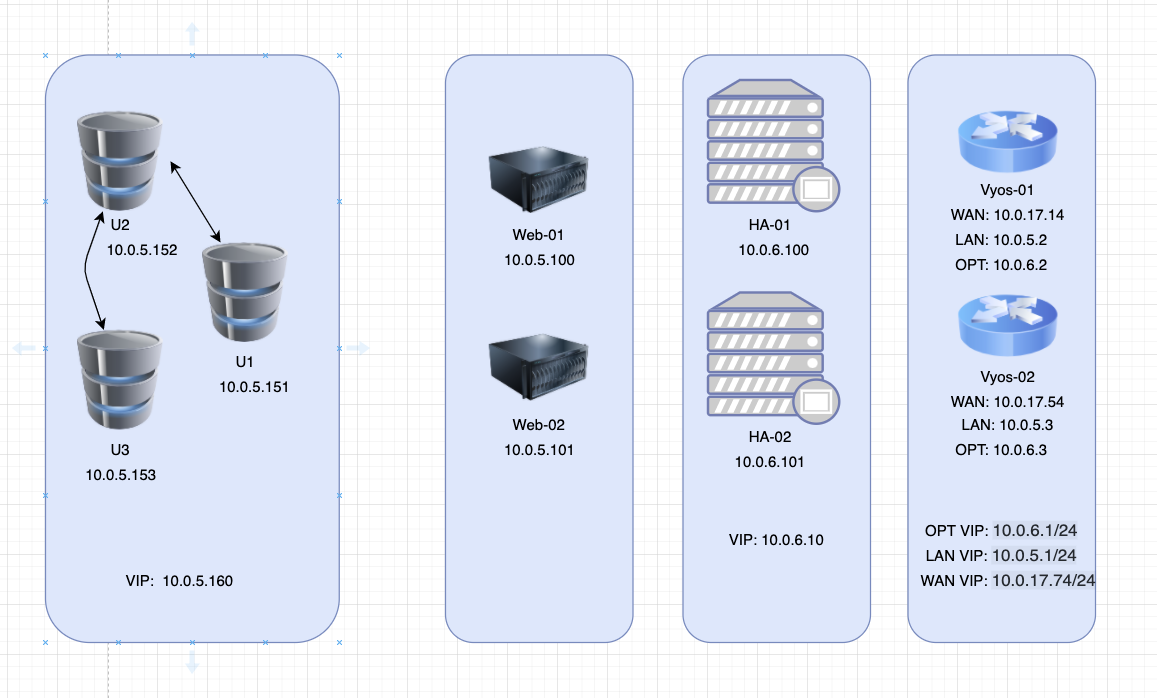 U2
10.0.5.152
U1
10.0.5.151
U3
10.0.5.153
VIP: 10.0.5.160
Web-01
10.0.5.100
Web-02
10.0.5.101
HA-01
10.0.6.100
HA-02
10.0.6.101
VIP: 10.0.6.10
Vyos-01
WAN: 10.0.17.14
LAN: 10.0.5.2
OPT: 10.0.6.2
Vyos-02
WAN: 10.0.17.54
LAN: 10.0.5.3
OPT: 10.0.6.3
OPT VIP: 10.0.6.1/24
LAN VIP: 10.0.5.1/24
WAN VIP: 10.0.17.74/24